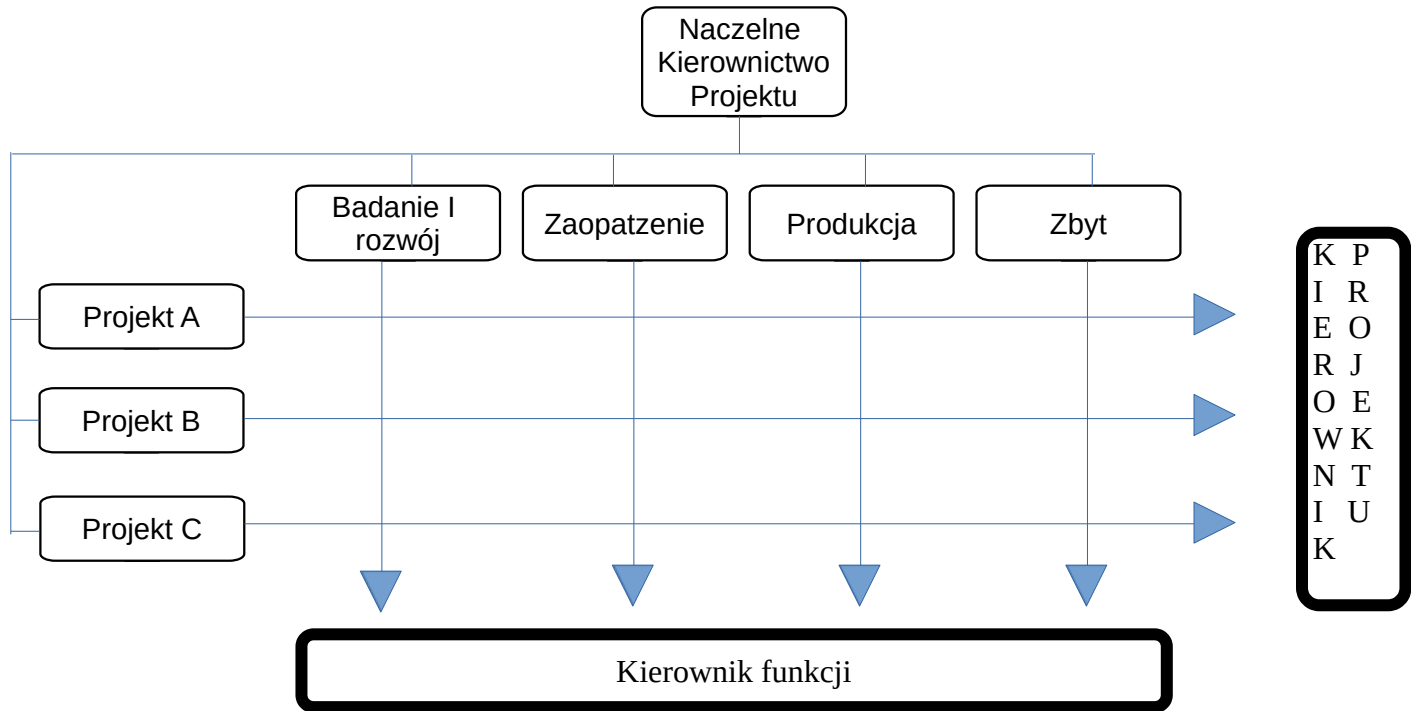 Naczelne
Kierownictwo
Projektu
Badanie I
rozwój
Zaopatzenie
Produkcja
Zbyt
Projekt A
Projekt B
Projekt C
K P
I R
E O
R J
O E
W K
N T
I U
K
Kierownik funkcji